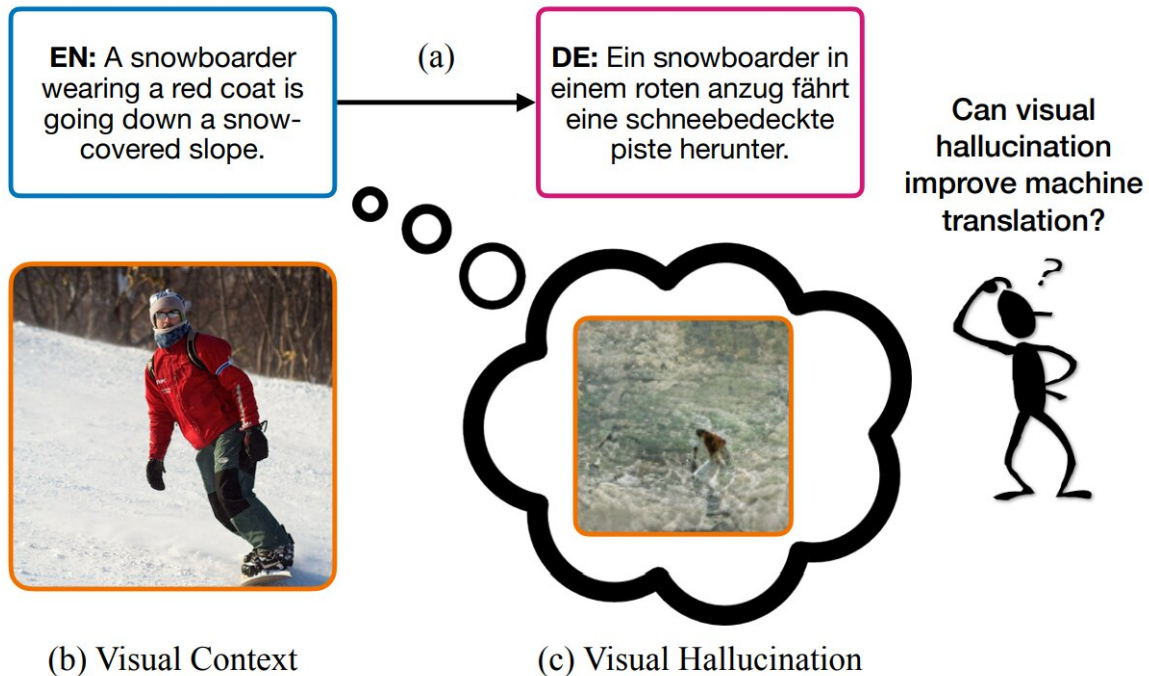 EN: A snowboarder
wearing a red coat is
going down a snow-
covered slope.
(a)
DE: Ein snowboarder in
einem roten anzug fährt
eine schneebedeckte
piste herunter.
Can visual
hallucination
improve machine
translation?
?
(b) Visual Context
(c) Visual Hallucination